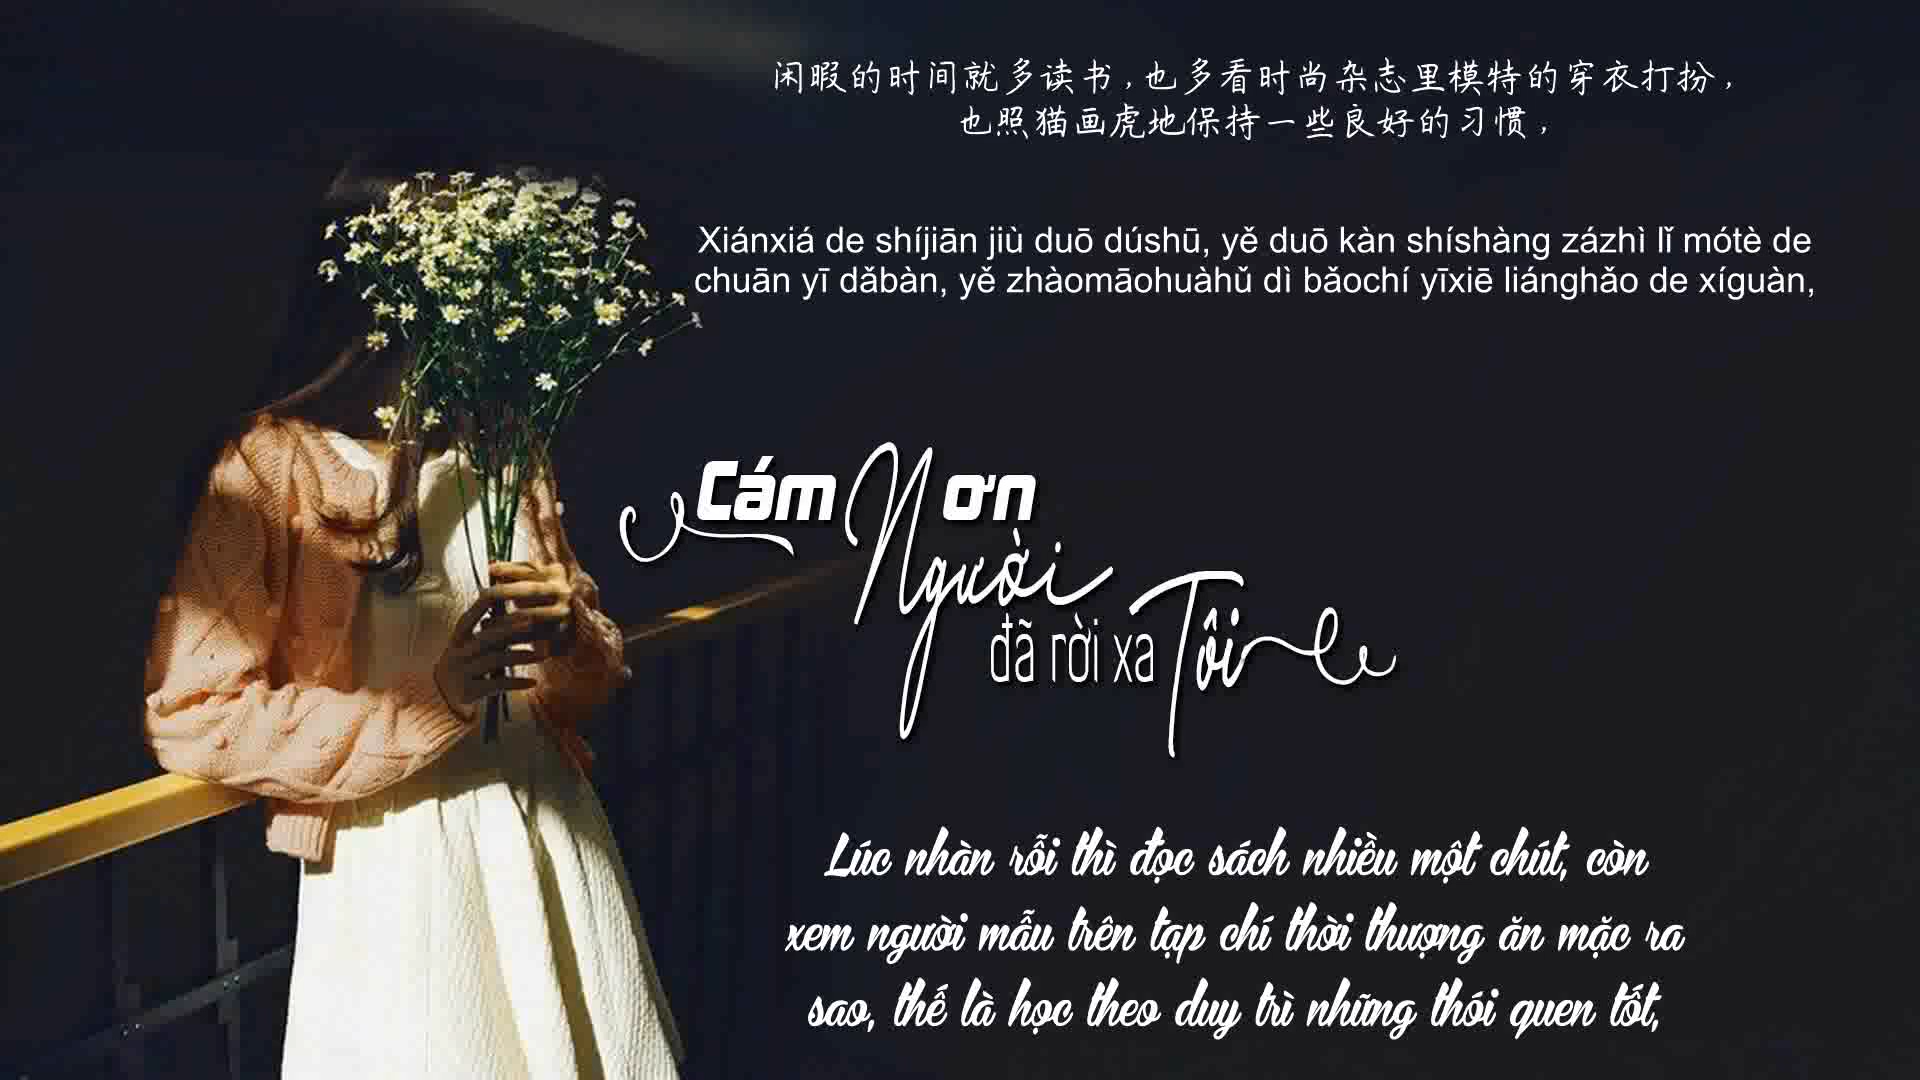 闲暇的时间就多读书,也多看时尚杂志里模特的穿衣打扮,
也照猫画虎地保持一些良好的习惯,
Xiánxiá de shíjiān jiù duō dúshū, yě duō kàn shíshàng zázhì lǐ mótè de
chuān yī dǎbàn, yě zhàomāohuàhǔ dì bǎochí yīxiē liánghǎo de xíguàn,
Cám ơn
Người
đã rời xa Tôi
Lúc nhàn rỗi thì đọc sách nhiều một chút, còn
xem người mẫu trên tạp chí thời thượng ăn mặc ra
sao, thế là học theo duy trì những thói quen tốt,